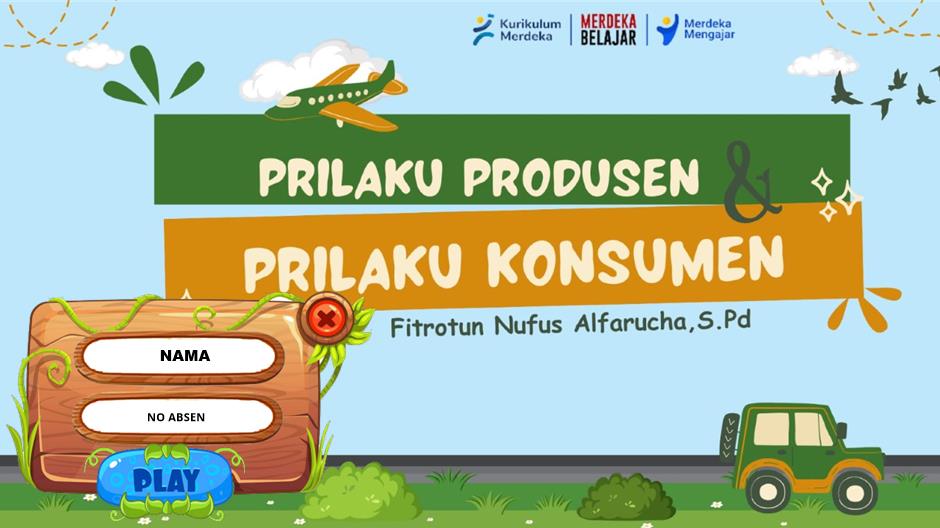 Kurikulum
Merdeka
MERDEKA
BELAJAR
Merdeka
Mengajar
PRILAKU PRODUSEN &
PRILAKU KONSUMEN
Fitrotun Nufus Alfarucha,S.Pd
NAMA
NO ABSEN
PLAY